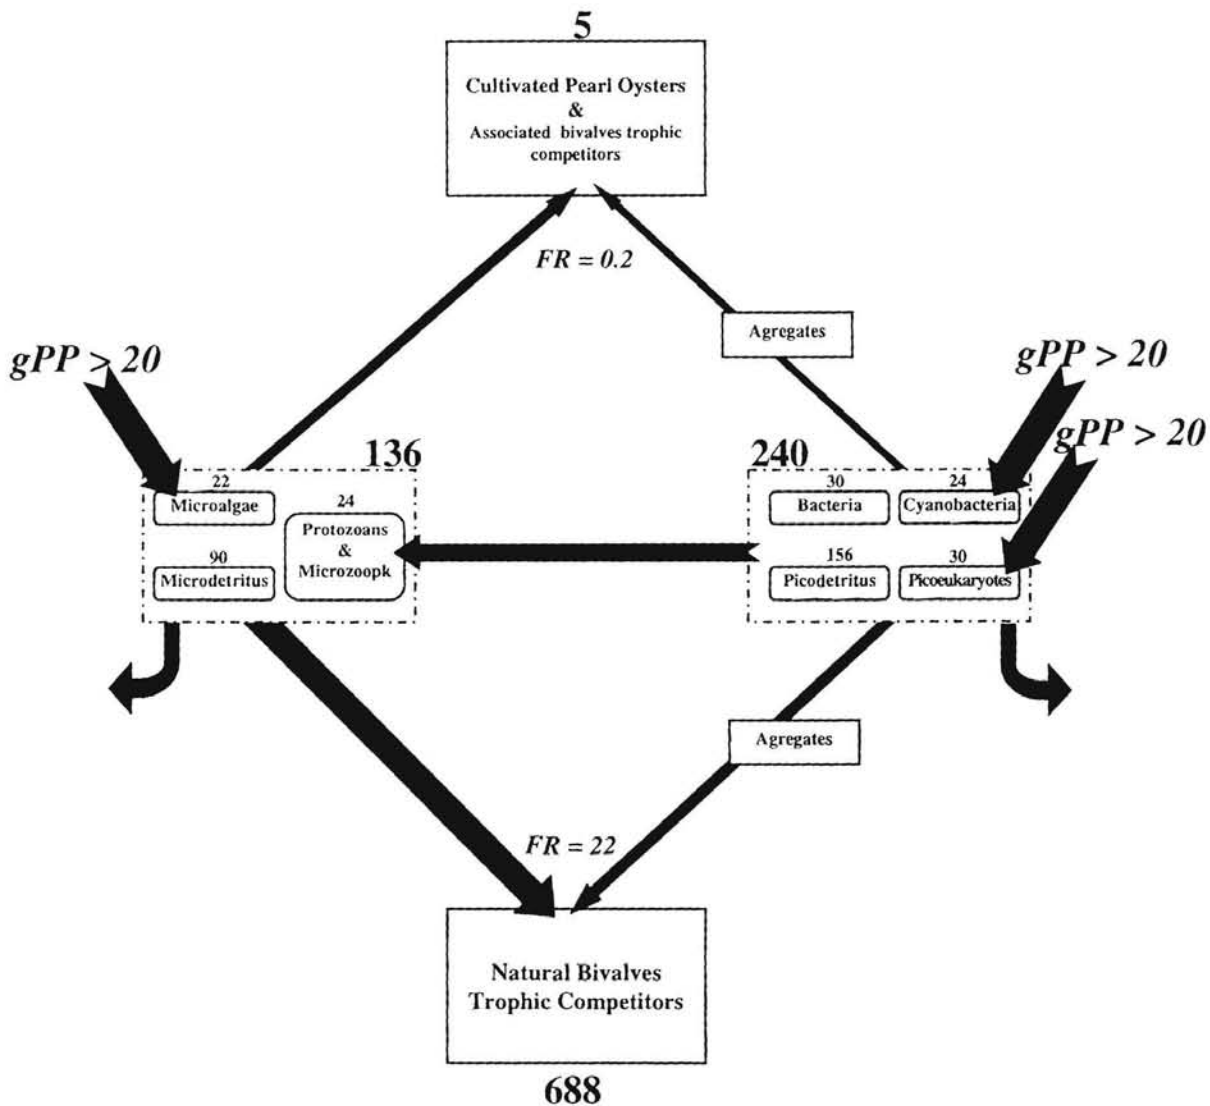 5
Cultivated Pearl Oysters
&
Associated bivalves trophic
competitors
FR = 0.2
Agregates
gPP > 20
gPP > 20
gPP > 20
136
22
Microalgae
24
Protozoans
&
Microzoopk
90
Microdetritus
240
30
Bacteria
24
Cyanobacteria
156
Picodetritus
30
Picoeukaryotes
Agregates
FR = 22
Natural Bivalves
Trophic Competitors
688